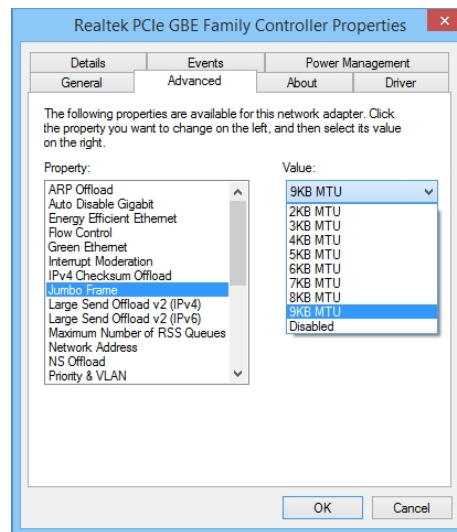 Realtek PCIe GBE Family Controller Properties
Details Events Power Management
General Advanced About Driver
The following properties are available for this network adapter. Click
the property you want to change on the left, and then select its value
on the right.
Property:
ARP Offload
Auto Disable Gigabit
Energy Efficient Ethernet
Flow Control
Green Ethernet
Interrupt Moderation
IPv4 Checksum Offload
Jumbo Frame
Large Send Offload v2 (IPv4)
Large Send Offload v2 (IPv6)
Maximum Number of RSS Queues
Network Address
NS Offload
Priority & VLAN
Value:
9KB MTU
2KB MTU
3KB MTU
4KB MTU
5KB MTU
6KB MTU
7KB MTU
8KB MTU
9KB MTU
Disabled
OK Cancel